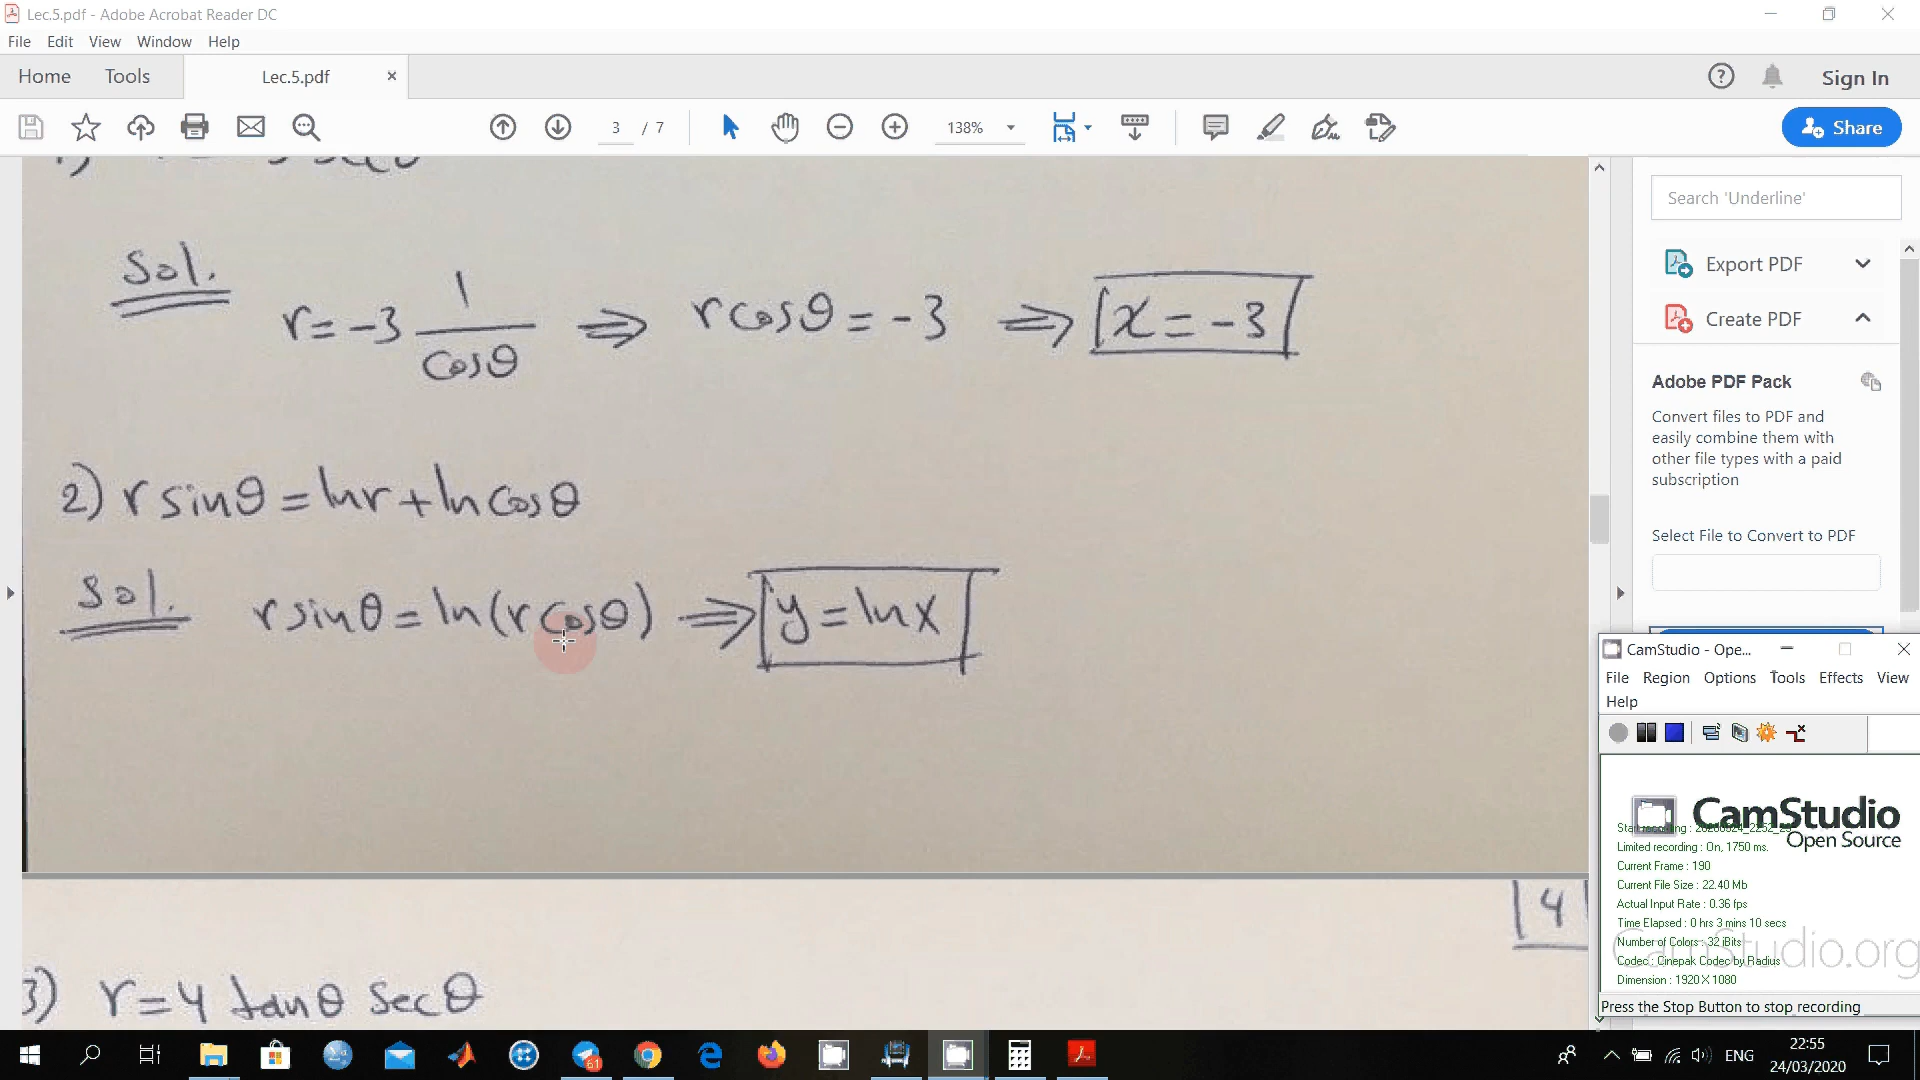 Lec.5.pdf - Adobe Acrobat Reader DC
File Edit View Window Help
Home Tools Lec.5.pdf × Sign In
3 / 7 138% Share
Sol.
r = -3 1/cosθ ⇒ r cosθ = -3 ⇒ x = -3
2) r sinθ = ln r + ln cosθ
Sol. r sinθ = ln(r cosθ) ⇒ y = ln x
4
3) r = 4 tanθ secθ
Search 'Underline'
Export PDF
Create PDF
Adobe PDF Pack
Convert files to PDF and
easily combine them with
other file types with a paid
subscription
Select File to Convert to PDF
CamStudio - Ope...
File Region Options Tools Effects View
Help
CamStudio
Open Source
Limited recording : On, 1750 ms.
Current Frame : 190
Current File Size : 22.40 Mb
Actual Input Rate : 0.36 fps
Time Elapsed : 0 hrs 3 mins 10 secs
Number of Colors : 32 iBits
Codec : Cinepak Codec by Radius
Dimension : 1920 X 1080
CamStudio.org
Press the Stop Button to stop recording
61
ENG
22:55
24/03/2020